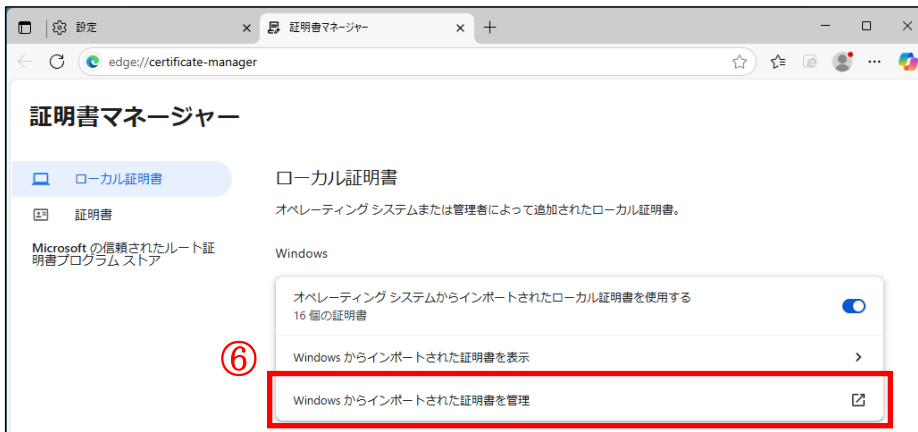 設定
証明書マネージャー
edge://certificate-manager
証明書マネージャー
ローカル証明書
証明書
Microsoft の信頼されたルート証
明書プログラム ストア
ローカル証明書
オペレーティング システムまたは管理者によって追加されたローカル証明書。
Windows
オペレーティング システムからインポートされたローカル証明書を使用する
16 個の証明書
Windows からインポートされた証明書を表示
⑥
Windows からインポートされた証明書を管理